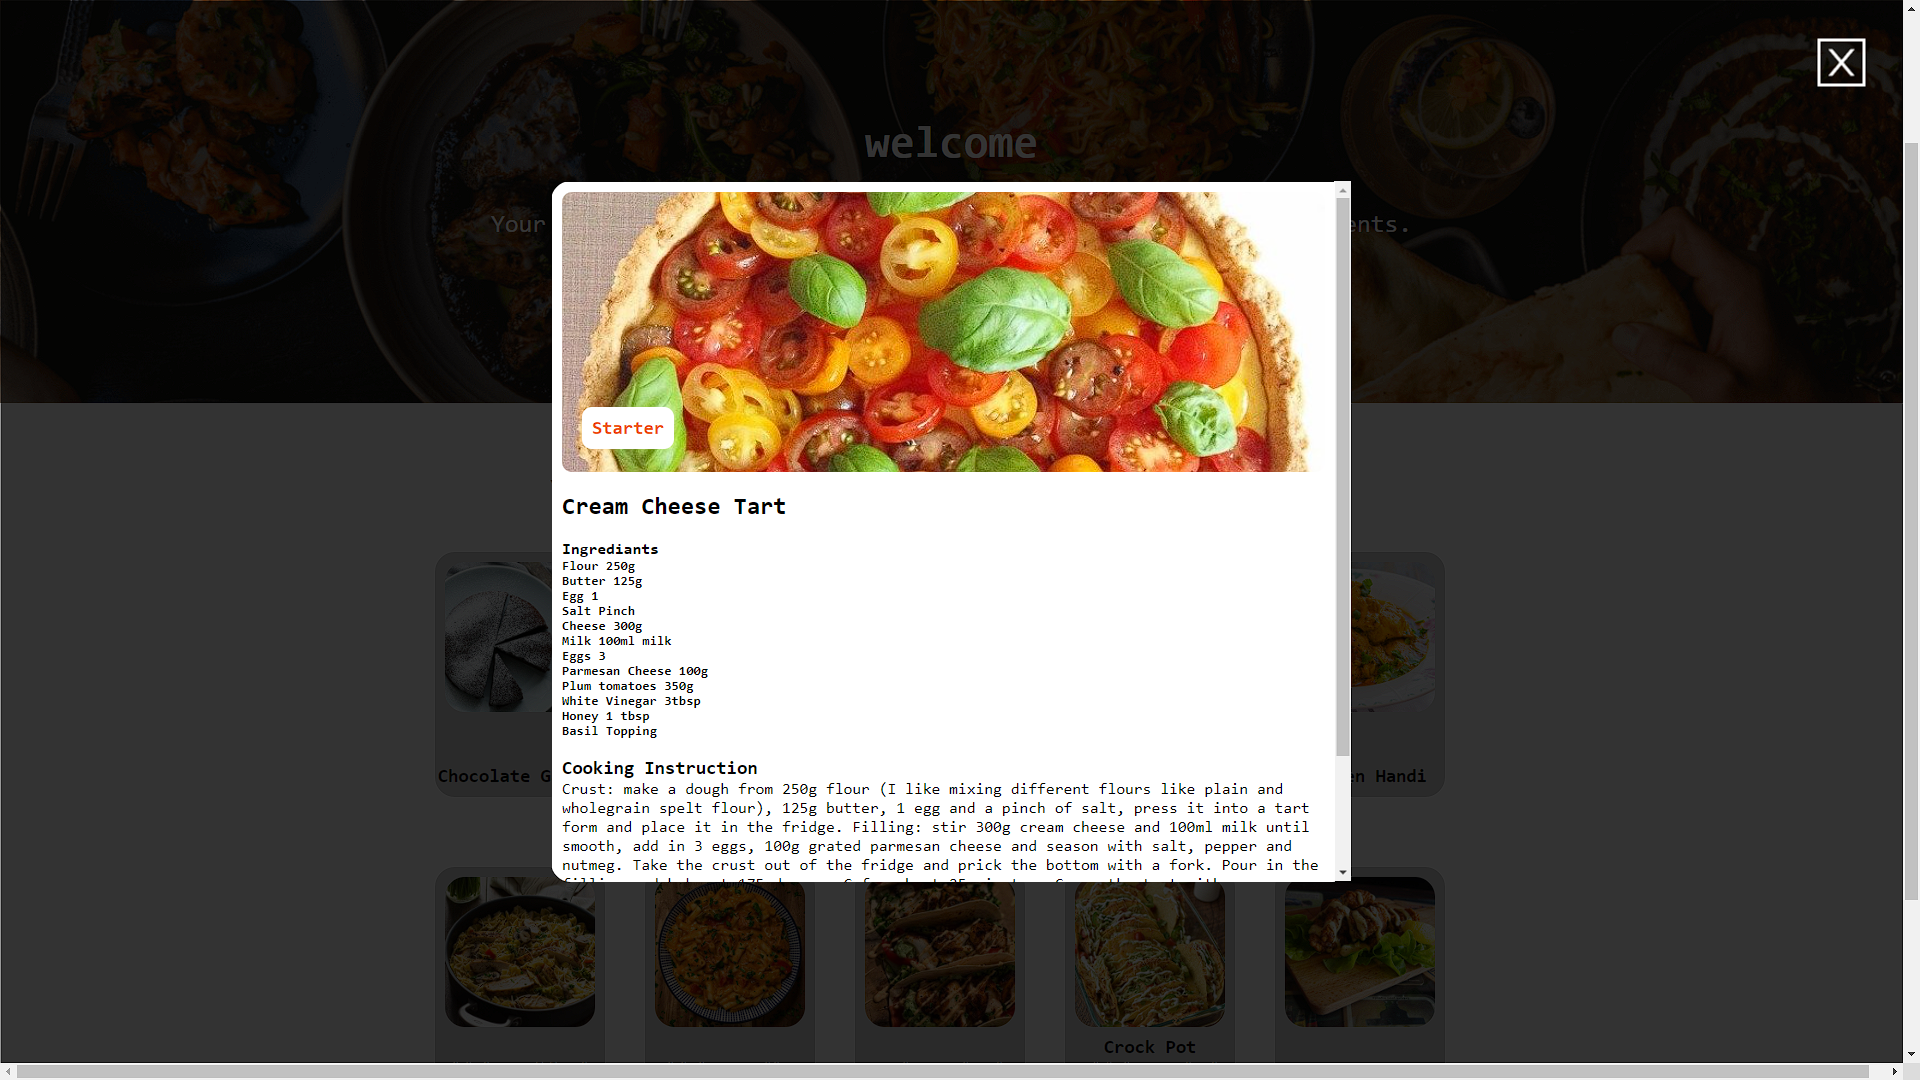 X
welcome
Your
ents.
Starter
Cream Cheese Tart
Ingrediants
Flour 250g
Butter 125g
Egg 1
Salt Pinch
Cheese 300g
Milk 100ml milk
Eggs 3
Parmesan Cheese 100g
Plum tomatoes 350g
White Vinegar 3tbsp
Honey 1 tbsp
Basil Topping
Cooking Instruction
Crust: make a dough from 250g flour (I like mixing different flours like plain and
wholegrain spelt flour), 125g butter, 1 egg and a pinch of salt, press it into a tart
form and place it in the fridge. Filling: stir 300g cream cheese and 100ml milk until
smooth, add in 3 eggs, 100g grated parmesan cheese and season with salt, pepper and
nutmeg. Take the crust out of the fridge and prick the bottom with a fork. Pour in the
Chocolate G
en Handi
Crock Pot